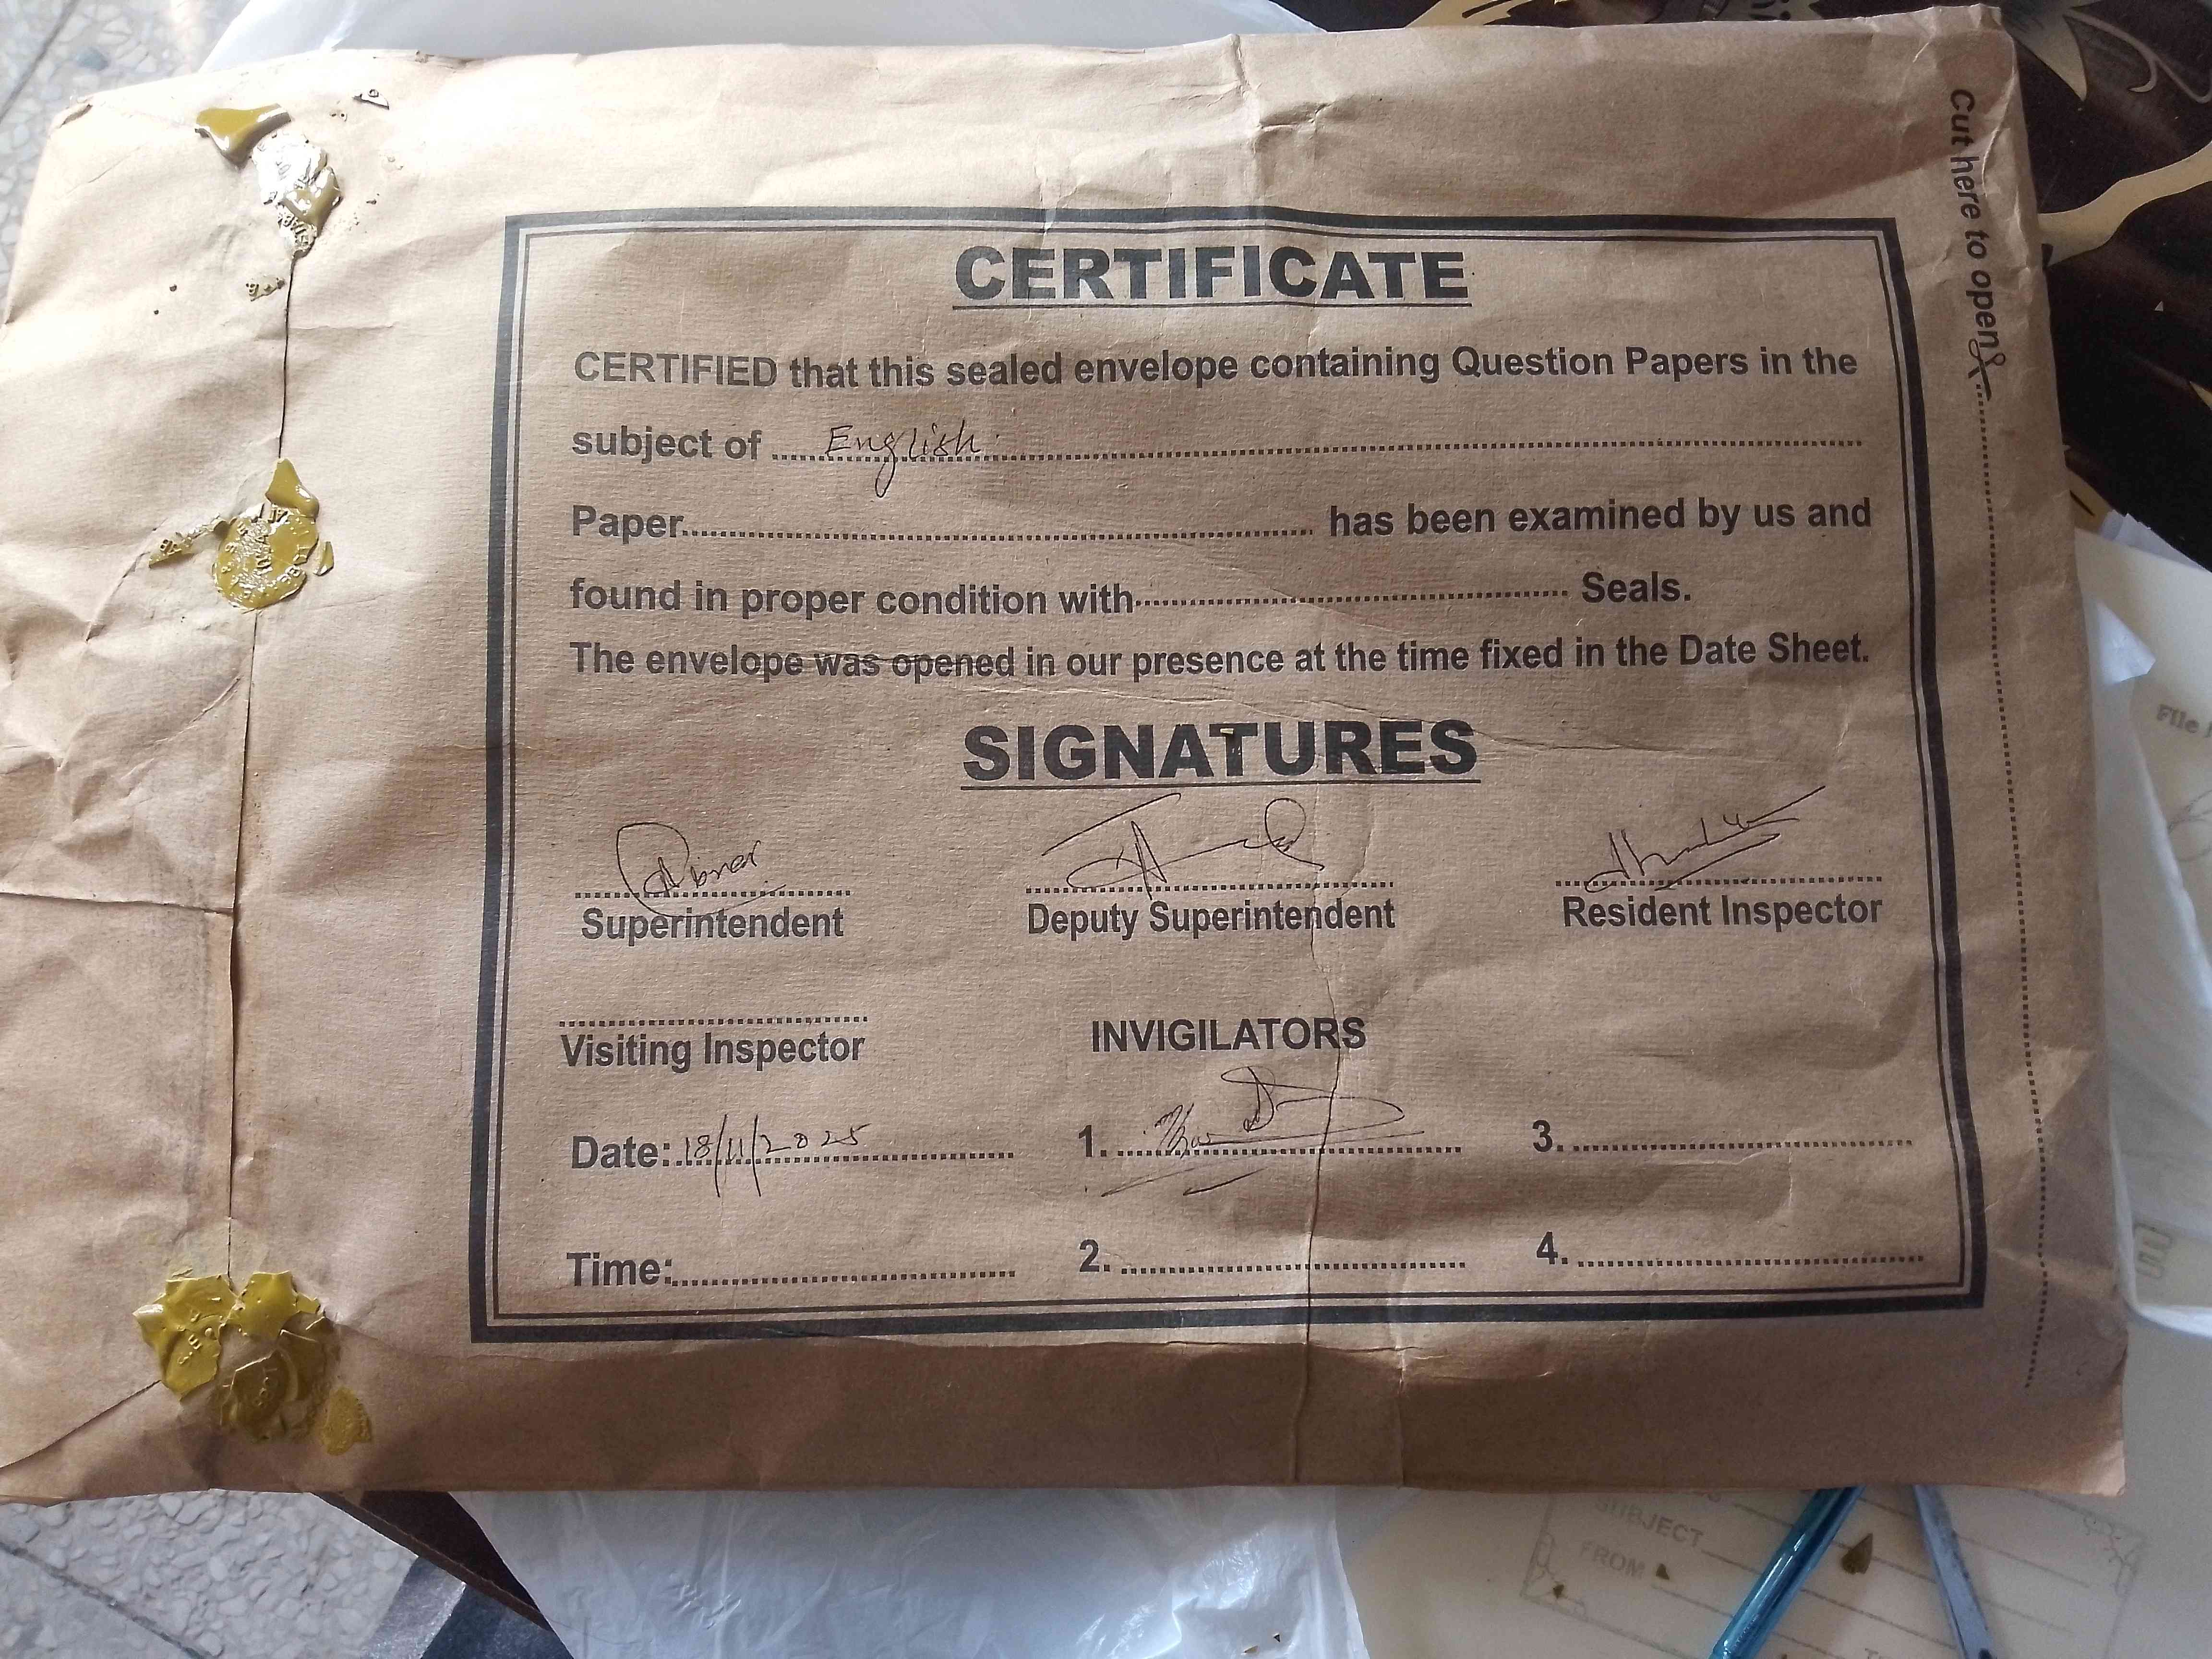 Cut here to open
CERTIFICATE
CERTIFIED that this sealed envelope containing Question Papers in the
subject of English
Paper has been examined by us and
found in proper condition with Seals.
The envelope was opened in our presence at the time fixed in the Date Sheet.
SIGNATURES
Superintendent Deputy Superintendent Resident Inspector
Visiting Inspector INVIGILATORS
Date: 18/11/2025 1. 3.
Time: 2. 4.
File
SUBJECT
FROM